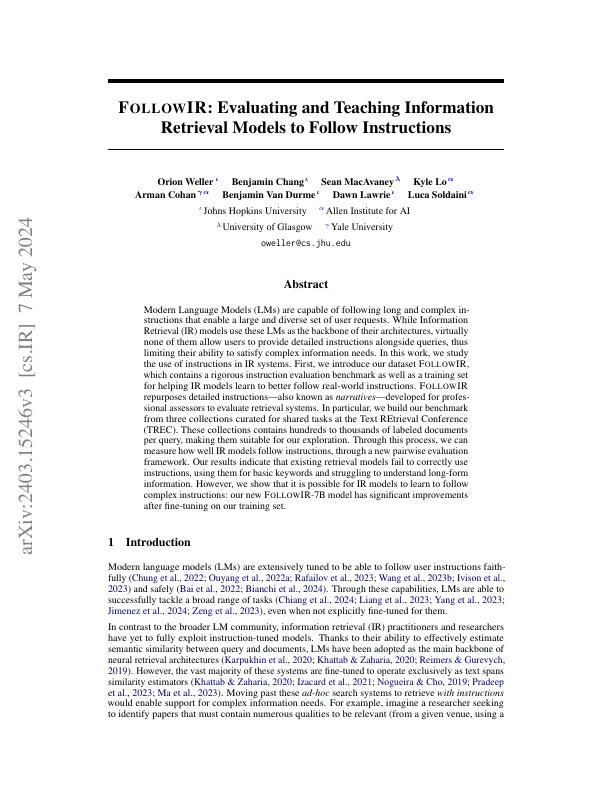 FOLLOWIR: Evaluating and Teaching Information
Retrieval Models to Follow Instructions
Orion Weller ι Benjamin Chang ι Sean MacAvaney λ Kyle Lo α
Arman Cohan γ α Benjamin Van Durme ι Dawn Lawrie ι Luca Soldaini α
ι Johns Hopkins University α Allen Institute for AI
λ University of Glasgow γ Yale University
oweller@cs.jhu.edu
Abstract
Modern Language Models (LMs) are capable of following long and complex in-
structions that enable a large and diverse set of user requests. While Information
Retrieval (IR) models use these LMs as the backbone of their architectures, virtually
none of them allow users to provide detailed instructions alongside queries, thus
limiting their ability to satisfy complex information needs. In this work, we study
the use of instructions in IR systems. First, we introduce our dataset FOLLOWIR,
which contains a rigorous instruction evaluation benchmark as well as a training set
for helping IR models learn to better follow real-world instructions. FOLLOWIR
repurposes detailed instructions—also known as narratives—developed for profes-
sional assessors to evaluate retrieval systems. In particular, we build our benchmark
from three collections curated for shared tasks at the Text REtrieval Conference
(TREC). These collections contains hundreds to thousands of labeled documents
per query, making them suitable for our exploration. Through this process, we can
measure how well IR models follow instructions, through a new pairwise evaluation
framework. Our results indicate that existing retrieval models fail to correctly use
instructions, using them for basic keywords and struggling to understand long-form
information. However, we show that it is possible for IR models to learn to follow
complex instructions: our new FOLLOWIR-7B model has significant improvements
after fine-tuning on our training set.
1 Introduction
Modern language models (LMs) are extensively tuned to be able to follow user instructions faith-
fully (Chung et al., 2022; Ouyang et al., 2022a; Rafailov et al., 2023; Wang et al., 2023b; Ivison et al.,
2023) and safely (Bai et al., 2022; Bianchi et al., 2024). Through these capabilities, LMs are able to
successfully tackle a broad range of tasks (Chiang et al., 2024; Liang et al., 2023; Yang et al., 2023;
Jimenez et al., 2024; Zeng et al., 2023), even when not explicitly fine-tuned for them.
In contrast to the broader LM community, information retrieval (IR) practitioners and researchers
have yet to fully exploit instruction-tuned models. Thanks to their ability to effectively estimate
semantic similarity between query and documents, LMs have been adopted as the main backbone of
neural retrieval architectures (Karpukhin et al., 2020; Khattab & Zaharia, 2020; Reimers & Gurevych,
2019). However, the vast majority of these systems are fine-tuned to operate exclusively as text spans
similarity estimators (Khattab & Zaharia, 2020; Izacard et al., 2021; Nogueira & Cho, 2019; Pradeep
et al., 2023; Ma et al., 2023). Moving past these ad-hoc search systems to retrieve with instructions
would enable support for complex information needs. For example, imagine a researcher seeking
to identify papers that must contain numerous qualities to be relevant (from a given venue, using a
arXiv:2403.15246v3 [cs.IR] 7 May 2024